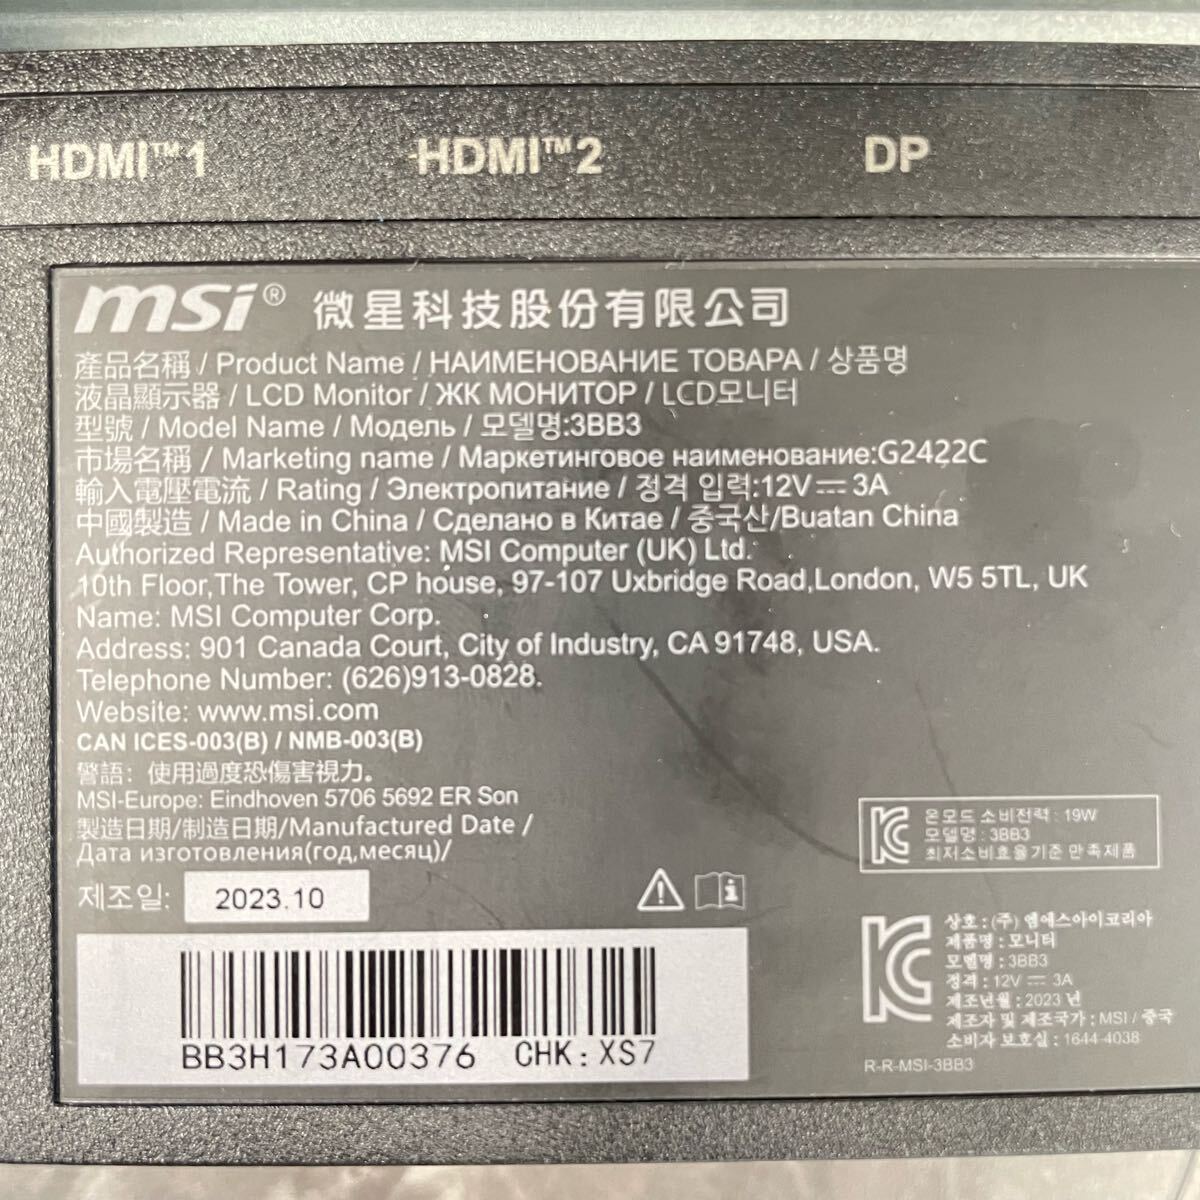 HDMI™1 HDMI™2 DP
msi® 微星科技股份有限公司
產品名稱 / Product Name / НАИМЕНОВАНИЕ ТОВАРА / 상품명
液晶顯示器 / LCD Monitor / ЖК МОНИТОР / LCD모니터
型號 / Model Name / Модель / 모델명:3BB3
市場名稱 / Marketing name / Маркетинговое наименование:G2422C
輸入電壓電流 / Rating / Электропитание / 정격 입력:12V⎓ 3A
中國製造 / Made in China / Сделано в Китае / 중국산/Buatan China
Authorized Representative: MSI Computer (UK) Ltd.
10th Floor,The Tower, CP house, 97-107 Uxbridge Road,London, W5 5TL, UK
Name: MSI Computer Corp.
Address: 901 Canada Court, City of Industry, CA 91748, USA.
Telephone Number: (626)913-0828.
Website: www.msi.com
CAN ICES-003(B) / NMB-003(B)
警語：使用過度恐傷害視力。
MSI-Europe: Eindhoven 5706 5692 ER Son
製造日期/制造日期/Manufactured Date /
Дата изготовления(год,месяц)/
제조일: 2023.10
BB3H173A00376 CHK: XS7
온모드 소비전력 : 19W
모델명 : 3BB3
최저소비효율기준 만족제품
상호 : (주) 엠에스아이코리아
제품명 : 모니터
모델명 : 3BB3
정격 : 12V ⎓ 3A
제조년월 : 2023 년
제조자 및 제조국가 : MSI / 중국
소비자 보호실 : 1644-4038
R-R-MSI-3BB3